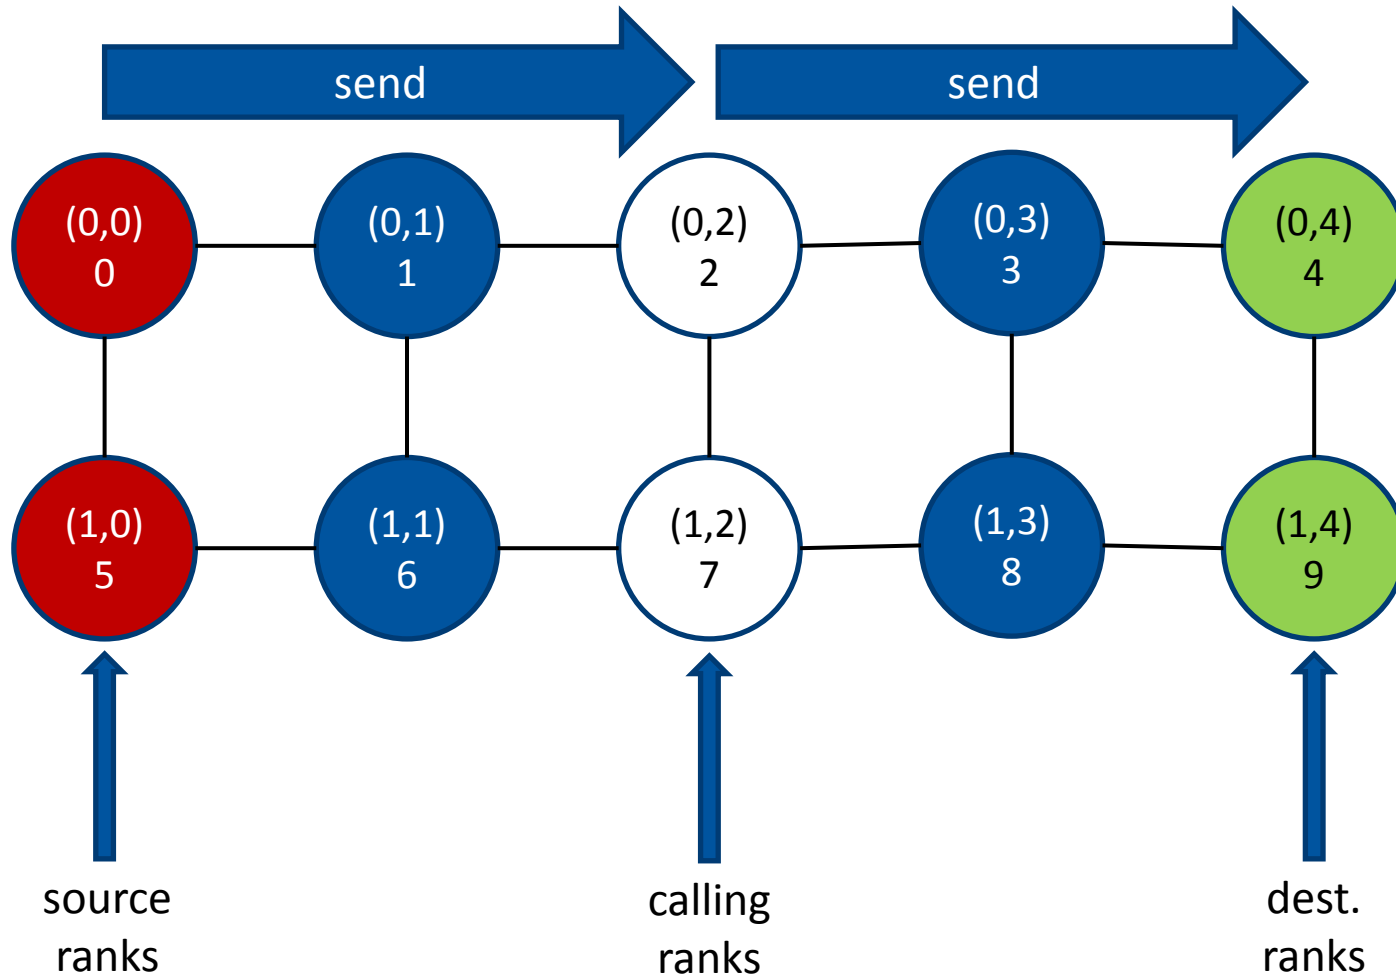 send
send
(0,0)
0
(0,1)
1
(0,2)
2
(0,3)
3
(0,4)
4
(1,0)
5
(1,1)
6
(1,2)
7
(1,3)
8
(1,4)
9
source
ranks
calling
ranks
dest.
ranks